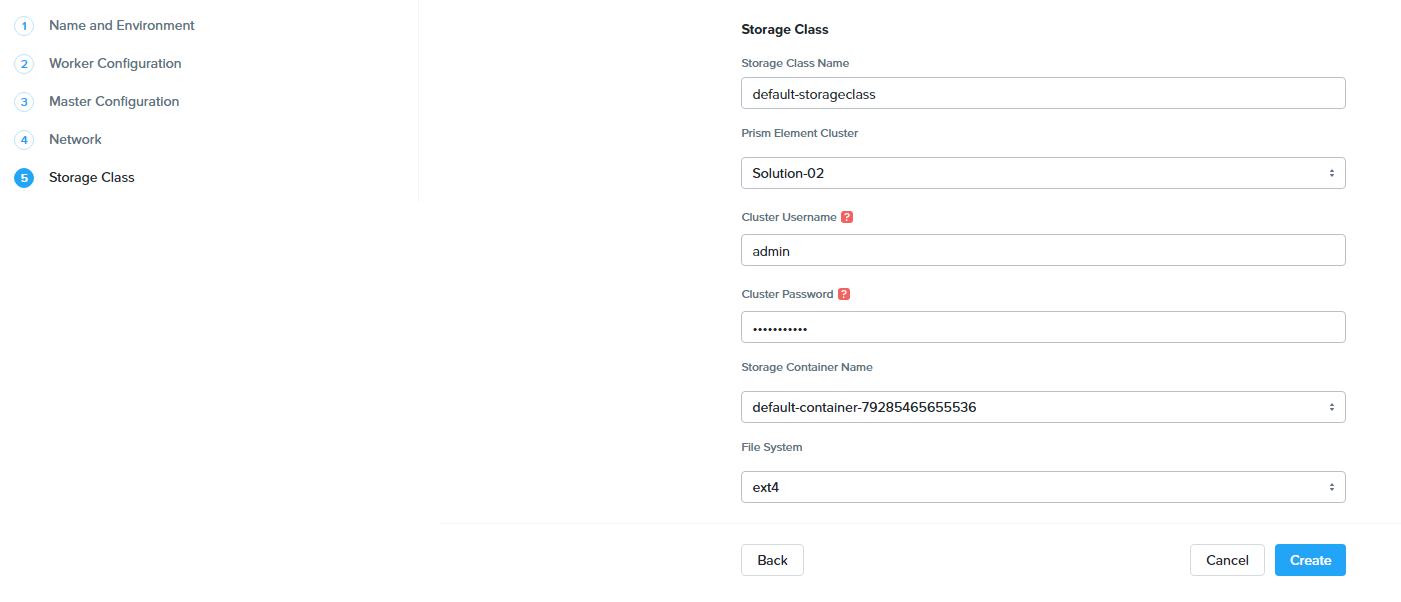 1 Name and Environment
2 Worker Configuration
3 Master Configuration
4 Network
5 Storage Class
Storage Class
Storage Class Name
default-storageclass
Prism Element Cluster
Solution-02
Cluster Username ?
admin
Cluster Password ?
•••••••••••
Storage Container Name
default-container-79285465655536
File System
ext4
Back Cancel Create